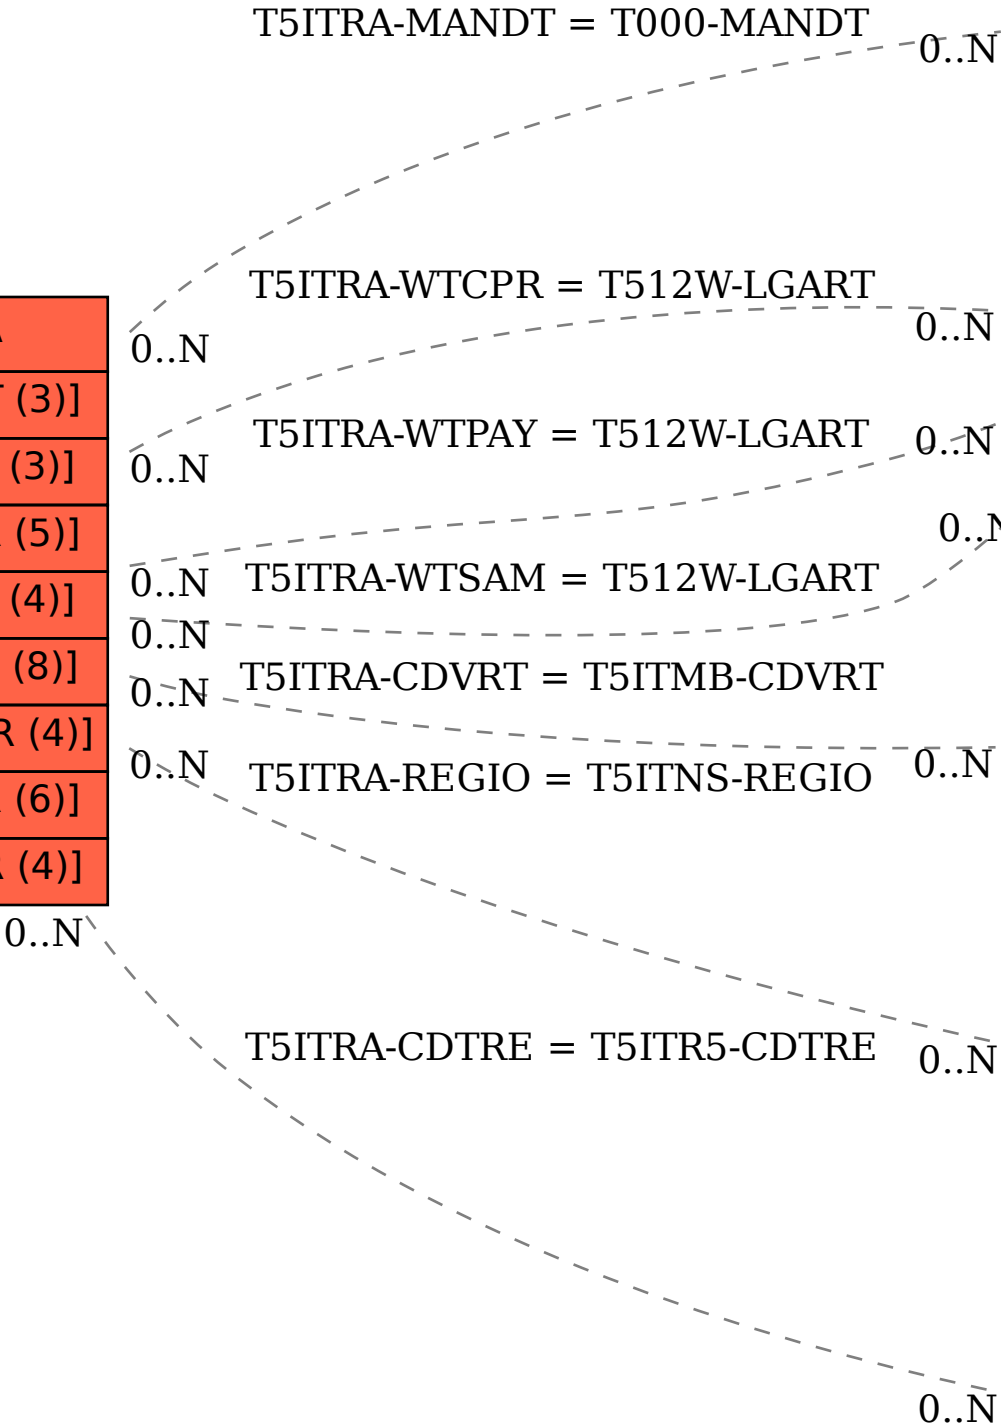 T5ITRA-MANDT = T000-MANDT
0..N
T5ITRA-WTCPR = T512W-LGART
0..N
0..N
(3)]
T5ITRA-WTPAY = T512W-LGART
0..N
(3)]
0..N
(5)]
0..N
T5ITRA-WTSAM = T512W-LGART
0..N
(4)]
0..N
(8)]
T5ITRA-CDVRT = T5ITMB-CDVRT
0..N
R (4)]
0..N
T5ITRA-REGIO = T5ITNS-REGIO
0..N
(6)]
(4)]
0..N
T5ITRA-CDTRE = T5ITR5-CDTRE
0..N
0..N